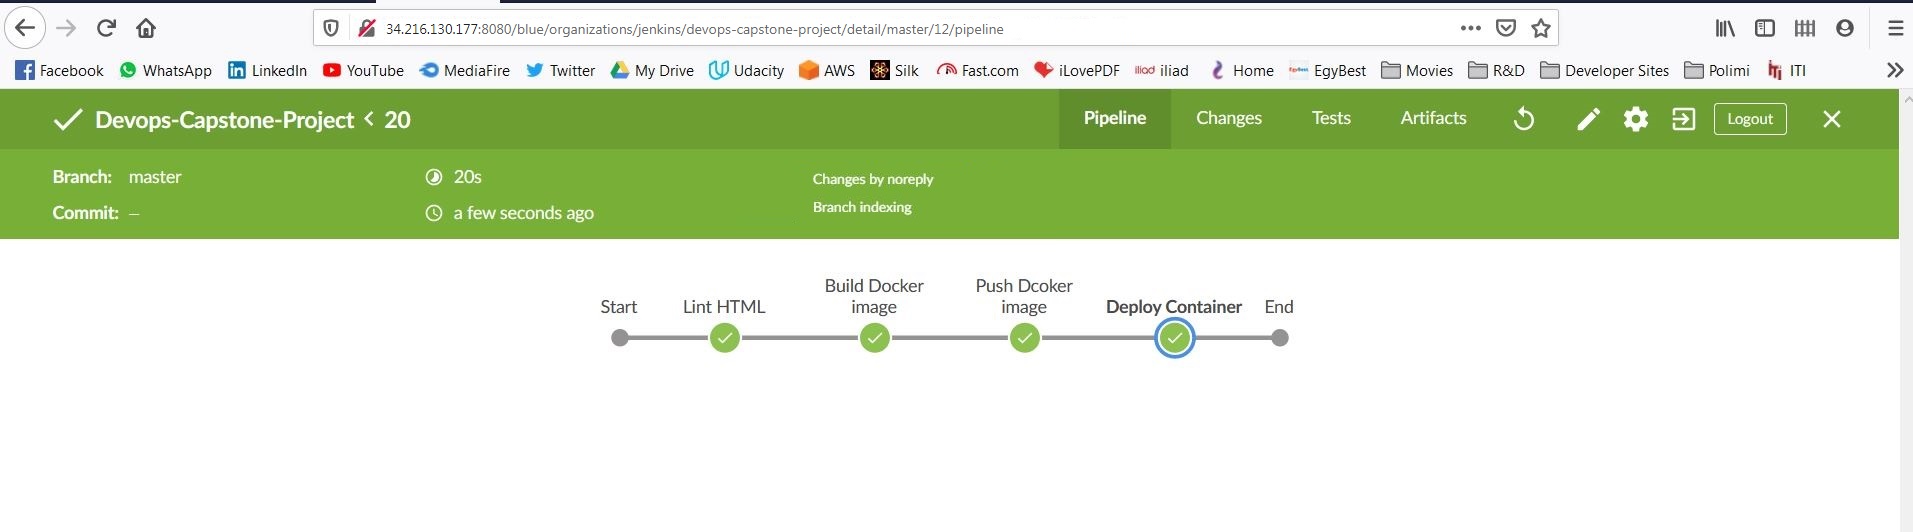 34.216.130.177:8080/blue/organizations/jenkins/devops-capstone-project/detail/master/12/pipeline
Facebook WhatsApp LinkedIn YouTube MediaFire Twitter My Drive Udacity AWS Silk Fast.com iLovePDF iliad iliad Home EgyBest EgyBest Movies R&D Developer Sites Polimi iTi ITI
Devops-Capstone-Project < 20 Pipeline Changes Tests Artifacts Logout
Branch: master 20s Changes by noreply
Commit: – a few seconds ago Branch indexing
Start Lint HTML Build Docker image Push Dcoker image Deploy Container End